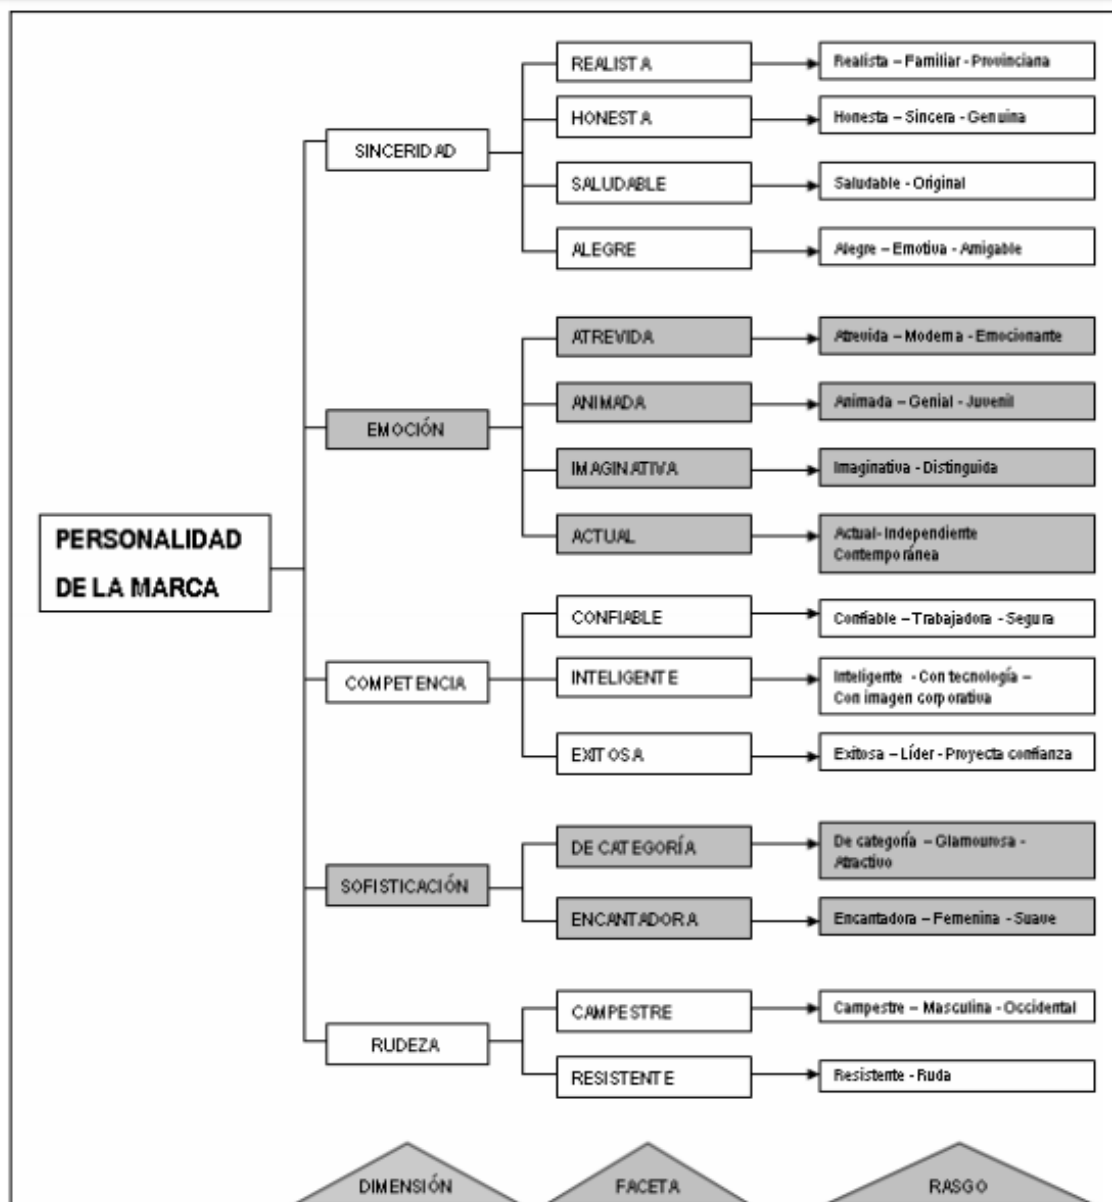 REALISTA
Realista – Familiar - Provinciana
HONESTA
Honesta – Sincera - Genuina
SINCERIDAD
SALUDABLE
Saludable - Original
ALEGRE
Alegre – Emotiva - Amigable
ATREVIDA
Atrevida – Moderna - Emocionante
ANIMADA
Animada – Genial - Juvenil
EMOCIÓN
IMAGINATIVA
Imaginativa - Distinguida
ACTUAL
Actual- Independiente
Contemporánea
PERSONALIDAD
DE LA MARCA
CONFIABLE
Confiable – Trabajadora - Segura
COMPETENCIA
INTELIGENTE
Inteligente - Con tecnología –
Con imagen corporativa
EXITOSA
Exitosa – Líder - Proyecta confianza
DE CATEGORÍA
De categoría – Glamourosa -
Atractivo
SOFISTICACIÓN
ENCANTADORA
Encantadora – Femenina - Suave
CAMPESTRE
Campestre – Masculina - Occidental
RUDEZA
RESISTENTE
Resistente - Ruda
DIMENSIÓN
FACETA
RASGO